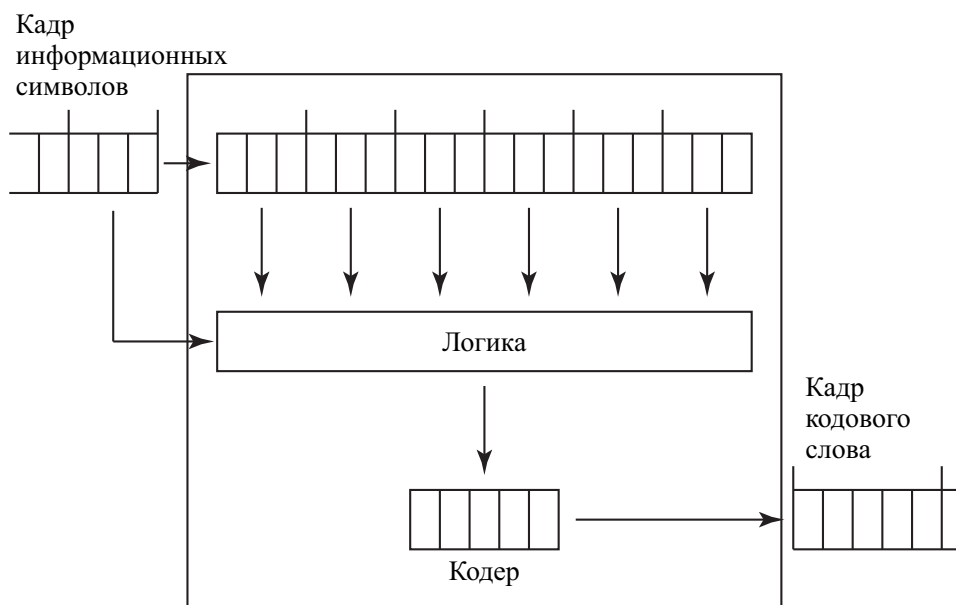 Кадр
информационных
символов
Логика
Кадр
кодового
слова
Кодер